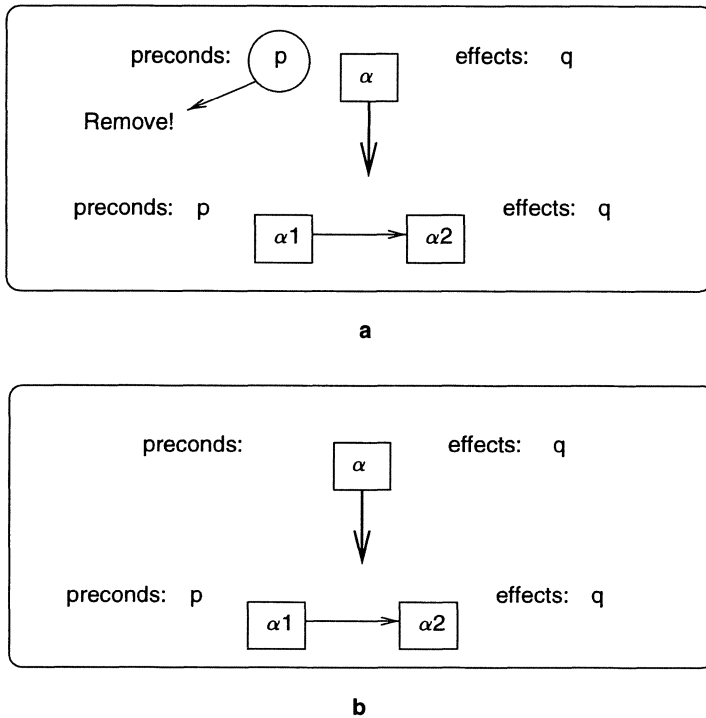 preconds: p α effects: q
Remove!
preconds: p α1 α2 effects: q
a
preconds: α effects: q
preconds: p α1 α2 effects: q
b